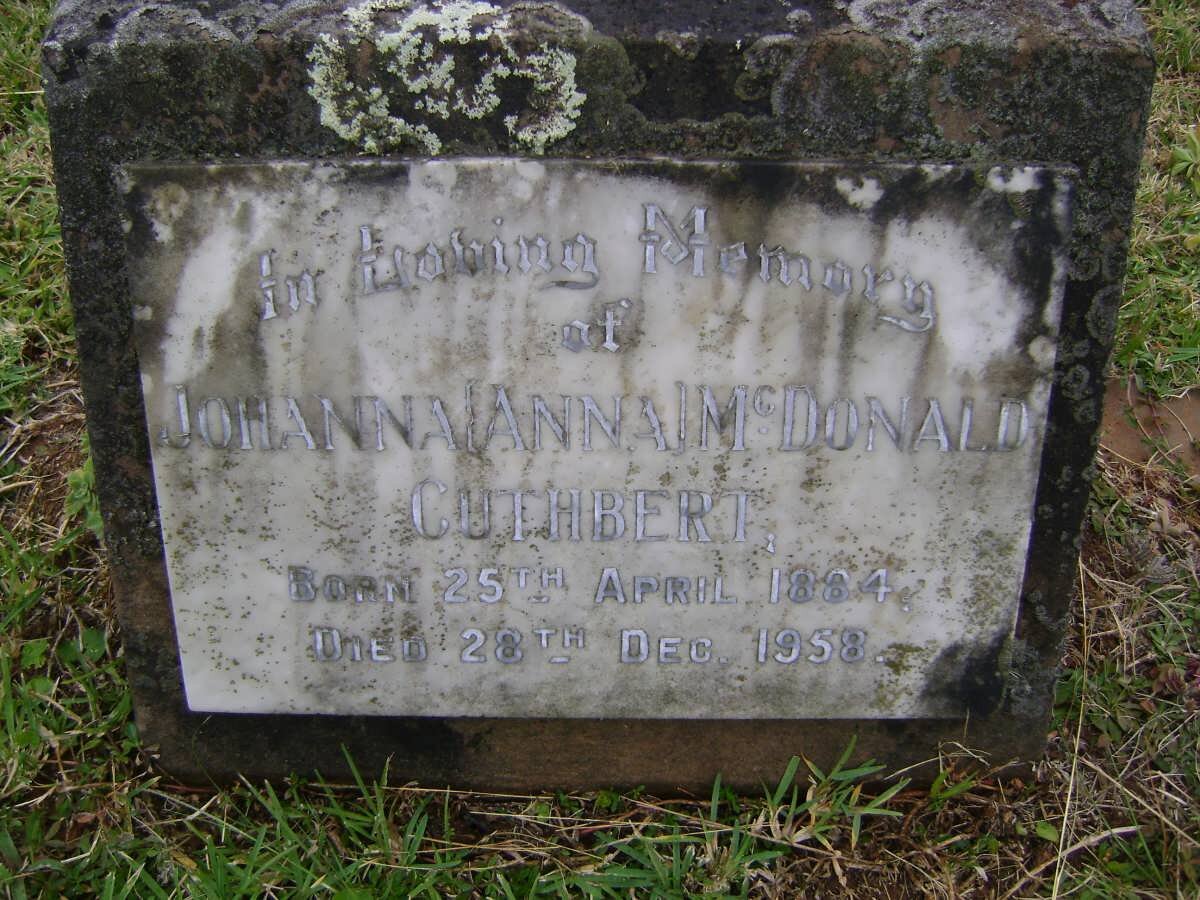 In Loving Memory
of
JOHANNA (ANNA) McDONALD
CUTHBERT,
BORN 25TH APRIL 1884,
DIED 28TH DEC. 1958.